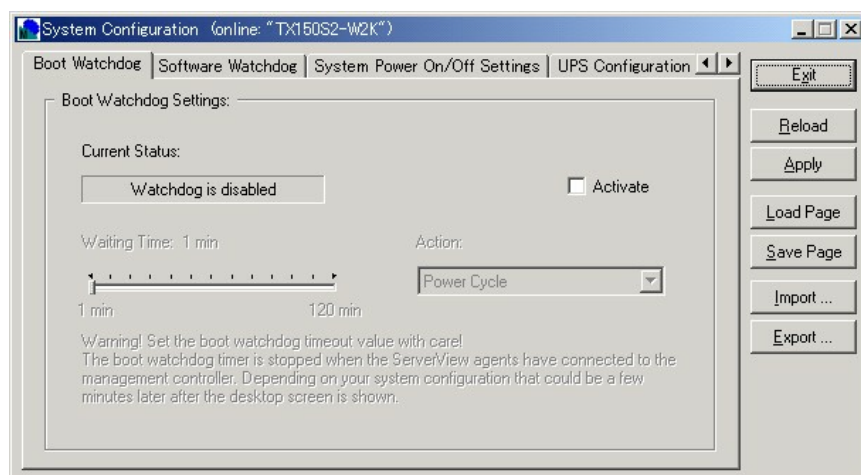 System Configuration (online: "TX150S2-W2K")
Boot Watchdog
Software Watchdog
System Power On/Off Settings
UPS Configuration
Exit
Reload
Apply
Load Page
Save Page
Import ...
Export ...
Boot Watchdog Settings:
Current Status:
Watchdog is disabled
Activate
Waiting Time: 1 min
Action:
Power Cycle
1 min
120 min
Warning! Set the boot watchdog timeout value with care!
The boot watchdog timer is stopped when the ServerView agents have connected to the
management controller. Depending on your system configuration that could be a few
minutes later after the desktop screen is shown.